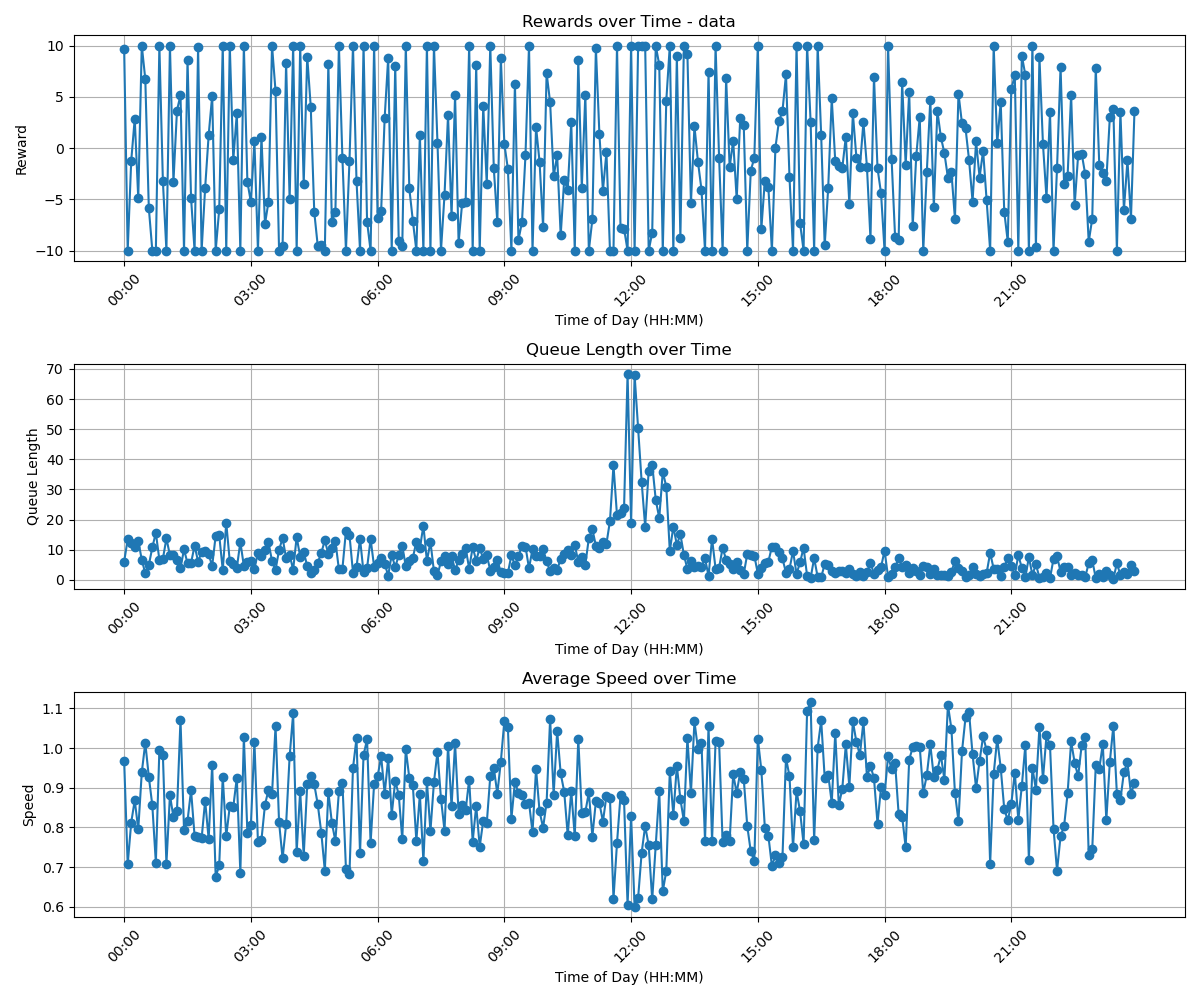 Rewards over Time - data
10
5
0
−5
−10
Reward
00:00 03:00 06:00 09:00 12:00 15:00 18:00 21:00
Time of Day (HH:MM)
Queue Length over Time
70
60
50
40
30
20
10
0
Queue Length
00:00 03:00 06:00 09:00 12:00 15:00 18:00 21:00
Time of Day (HH:MM)
Average Speed over Time
1.1
1.0
0.9
0.8
0.7
0.6
Speed
00:00 03:00 06:00 09:00 12:00 15:00 18:00 21:00
Time of Day (HH:MM)